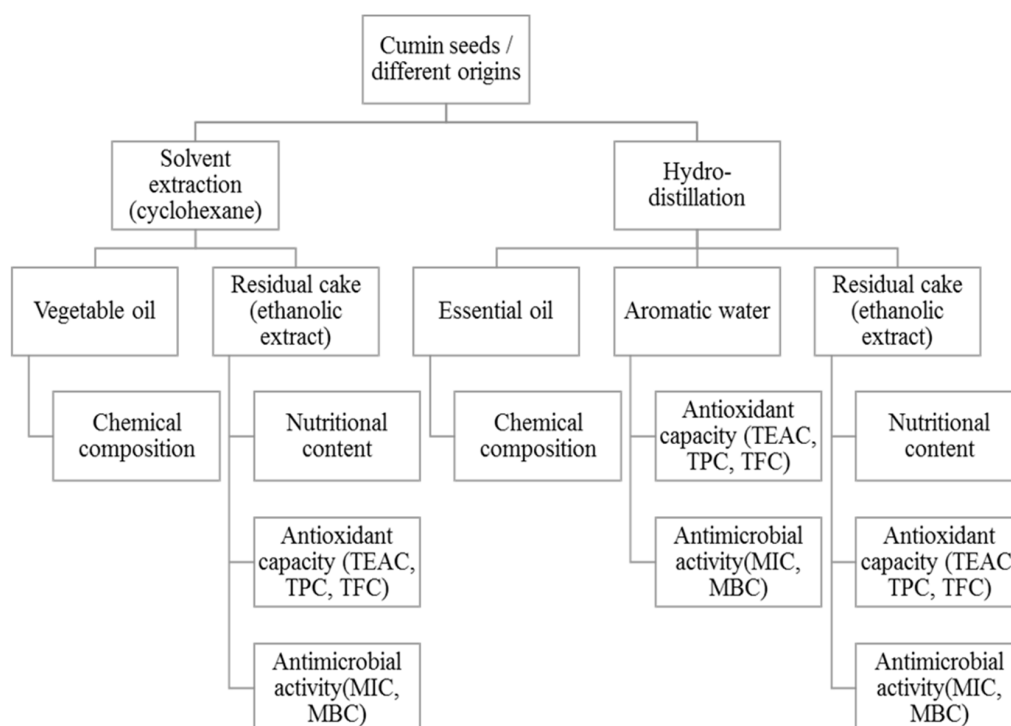 Cumin seeds /
different origins
Solvent
extraction
(cyclohexane)
Hydro-
distillation
Vegetable oil
Residual cake
(ethanolic
extract)
Essential oil
Aromatic water
Residual cake
(ethanolic
extract)
Chemical
composition
Nutritional
content
Antioxidant
capacity (TEAC,
TPC, TFC)
Antimicrobial
activity(MIC,
MBC)
Chemical
composition
Antioxidant
capacity (TEAC,
TPC, TFC)
Antimicrobial
activity(MIC,
MBC)
Nutritional
content
Antioxidant
capacity (TEAC,
TPC, TFC)
Antimicrobial
activity(MIC,
MBC)